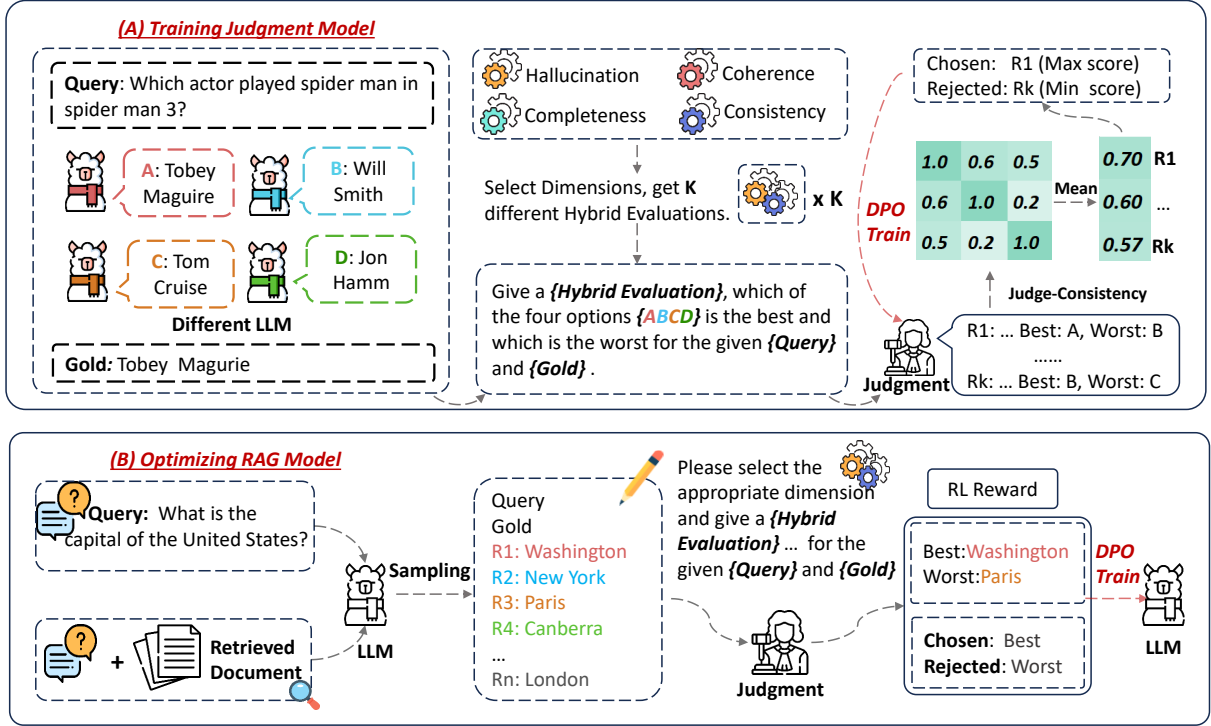 (A) Training Judgment Model
Query: Which actor played spider man in
spider man 3?
A: Tobey
Maguire
B: Will
Smith
C: Tom
Cruise
D: Jon
Hamm
Different LLM
Gold: Tobey Magurie
Hallucination
Coherence
Completeness
Consistency
Select Dimensions, get K
different Hybrid Evaluations.
x K
Give a {Hybrid Evaluation}, which of
the four options {ABCD} is the best and
which is the worst for the given {Query}
and {Gold} .
Chosen: R1 (Max score)
Rejected: Rk (Min score)
DPO
Train
1.0 0.6 0.5
0.6 1.0 0.2
0.5 0.2 1.0
Mean
0.70 R1
0.60 ...
0.57 Rk
Judge-Consistency
Judgment
R1: ... Best: A, Worst: B
......
Rk: ... Best: B, Worst: C
(B) Optimizing RAG Model
Query: What is the
capital of the United States?
Retrieved
Document
+
LLM
Sampling
Query
Gold
R1: Washington
R2: New York
R3: Paris
R4: Canberra
...
Rn: London
Please select the
appropriate dimension
and give a {Hybrid
Evaluation} ... for the
given {Query} and {Gold}
Judgment
RL Reward
Best:Washington
Worst:Paris
Chosen: Best
Rejected: Worst
DPO
Train
LLM